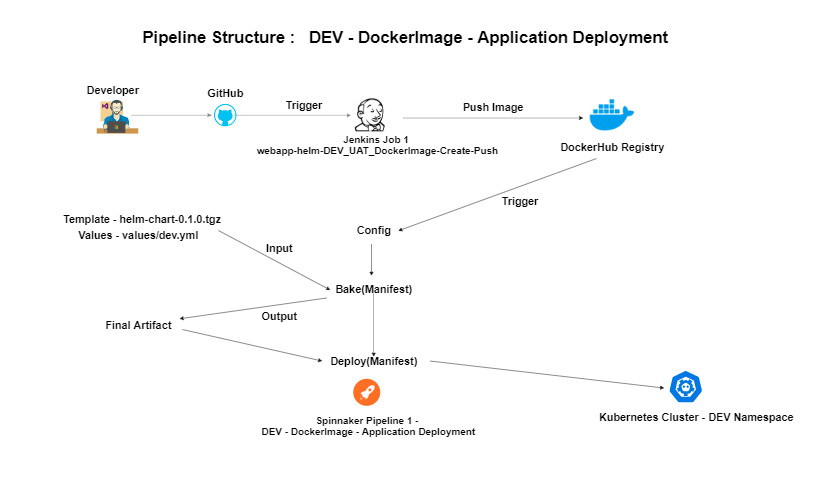 Pipeline Structure :   DEV - DockerImage - Application Deployment
Developer
GitHub
Trigger
Push Image
Jenkins Job 1
webapp-helm-DEV_UAT_DockerImage-Create-Push
DockerHub Registry
Trigger
Template - helm-chart-0.1.0.tgz
Values - values/dev.yml
Config
Input
Bake(Manifest)
Output
Final Artifact
Deploy(Manifest)
Spinnaker Pipeline 1 -
DEV - DockerImage - Application Deployment
Kubernetes Cluster - DEV Namespace